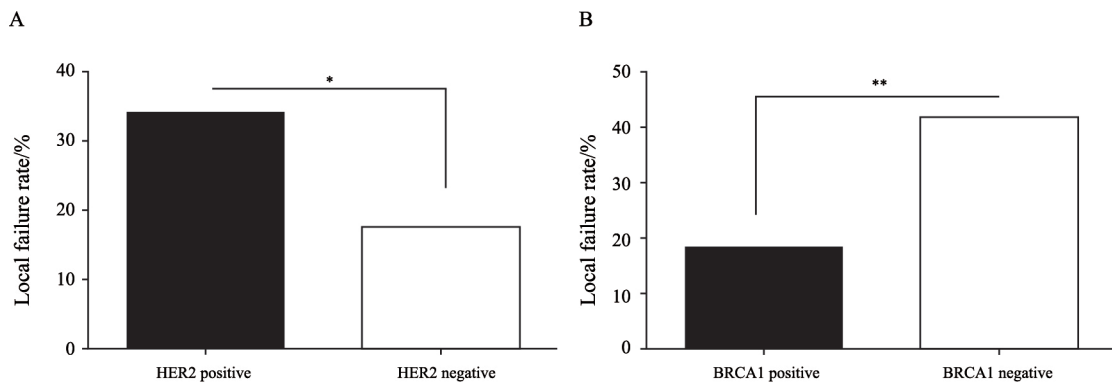 A
Local failure rate/%
40
30
20
10
0
*
HER2 positive
HER2 negative
B
Local failure rate/%
50
40
30
20
10
0
**
BRCA1 positive
BRCA1 negative